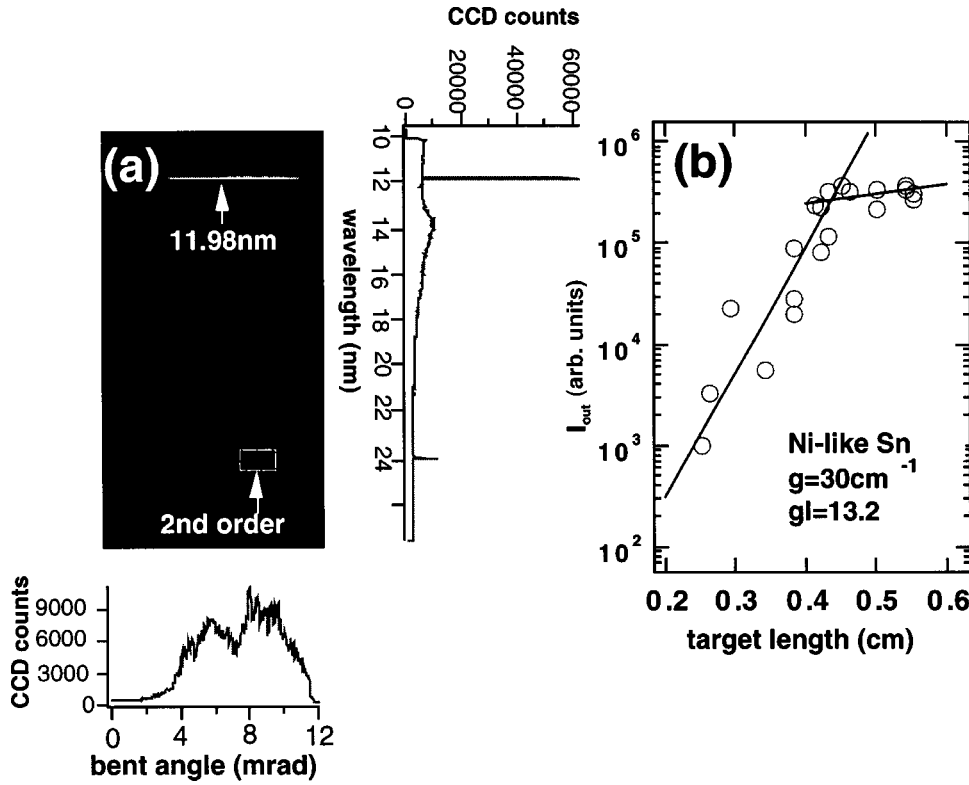 CCD counts
0 20000 40000 60000
(a)
11.98nm
2nd order
10
12
14
16
18
20
22
24
wavelength (nm)
(b)
10^6
10^5
10^4
10^3
10^2
I_out (arb. units)
Ni-like Sn
g=30cm^-1
gl=13.2
0.2 0.3 0.4 0.5 0.6
target length (cm)
CCD counts
9000
6000
3000
0
0 4 8 12
bent angle (mrad)